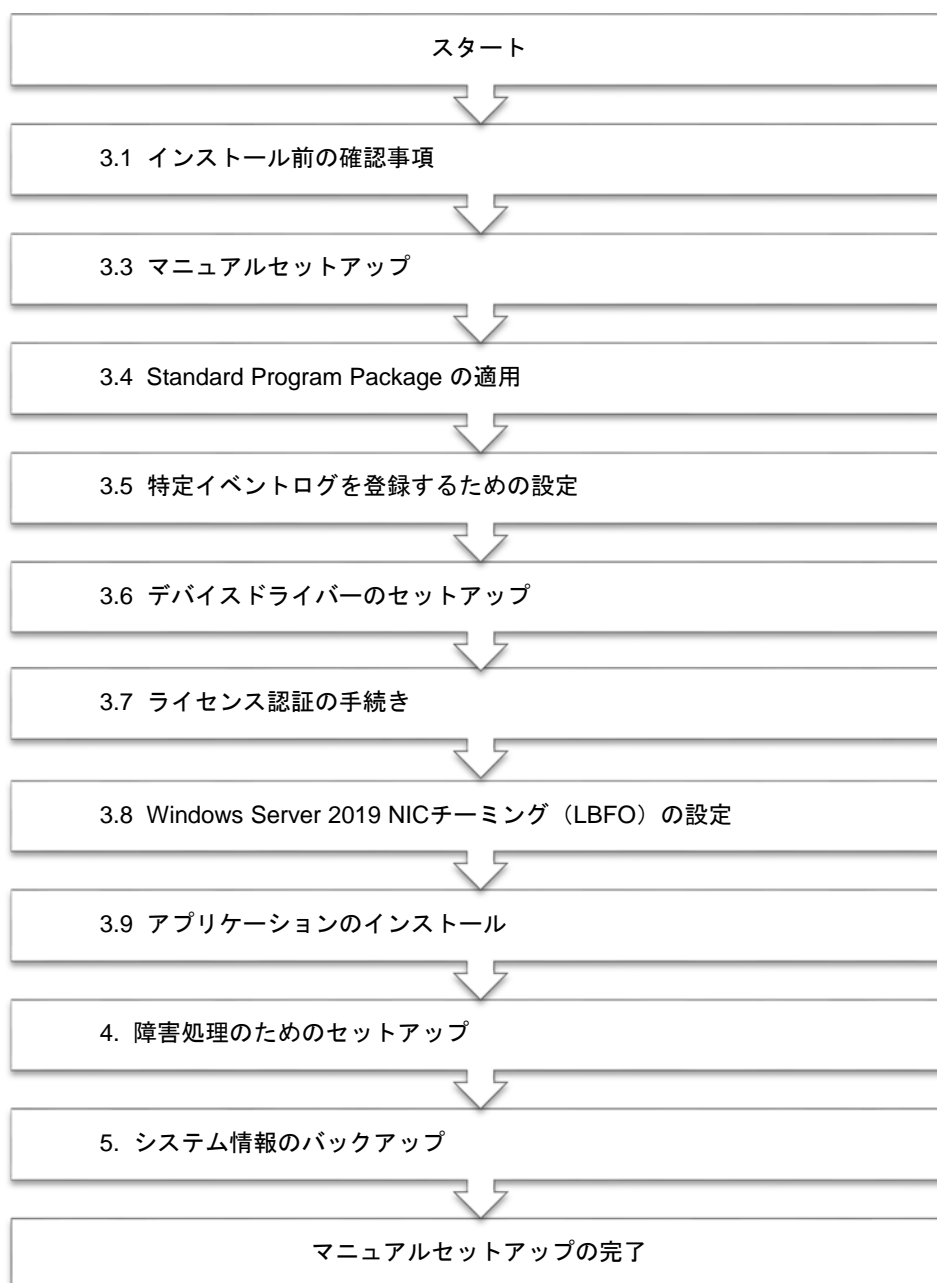 スタート
3.1 インストール前の確認事項
3.3 マニュアルセットアップ
3.4 Standard Program Package の適用
3.5 特定イベントログを登録するための設定
3.6 デバイスドライバーのセットアップ
3.7 ライセンス認証の手続き
3.8 Windows Server 2019 NICチーミング（LBFO）の設定
3.9 アプリケーションのインストール
4. 障害処理のためのセットアップ
5. システム情報のバックアップ
マニュアルセットアップの完了